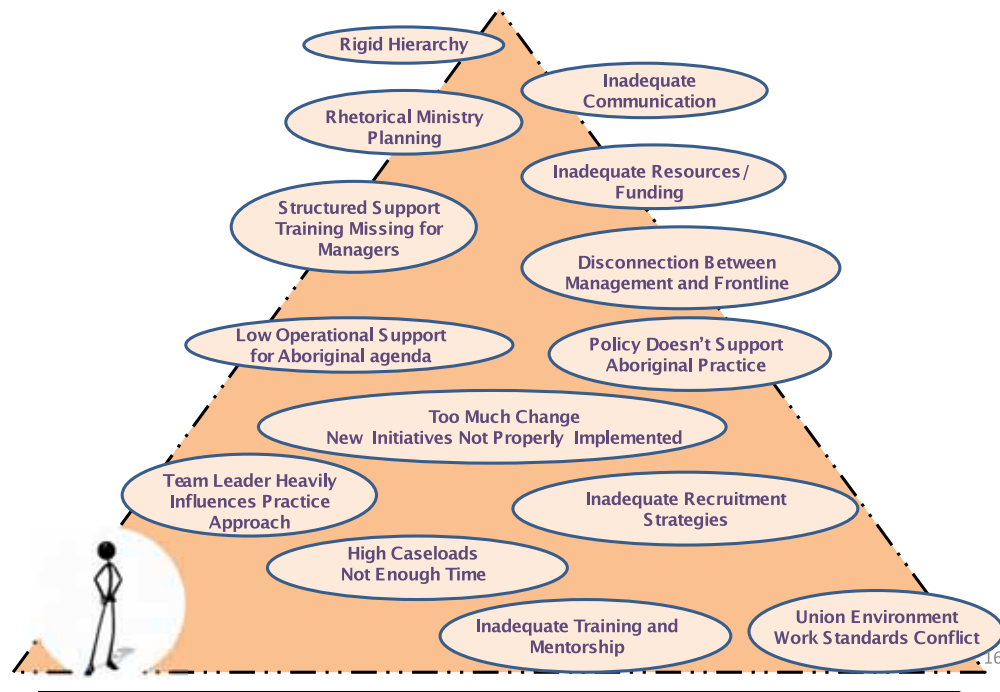 Rigid Hierarchy
Inadequate
Communication
Rhetorical Ministry
Planning
Inadequate Resources/
Funding
Structured Support
Training Missing for
Managers
Disconnection Between
Management and Frontline
Low Operational Support
for Aboriginal agenda
Policy Doesn't Support
Aboriginal Practice
Too Much Change
New Initiatives Not Properly Implemented
Team Leader Heavily
Influences Practice
Approach
Inadequate Recruitment
Strategies
High Caseloads
Not Enough Time
Inadequate Training and
Mentorship
Union Environment
Work Standards Conflict
16